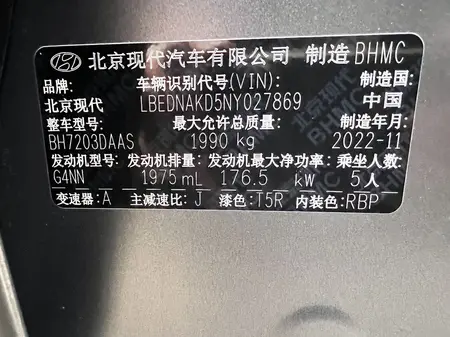 北京现代汽车有限公司 制造 BHMC
品牌: 车辆识别代号(VIN): 制造国:
北京现代 LBEDNAKD5NY027869 中国
整车型号: 最大允许总质量: 制造年月:
BH7203DAAS 1990 kg 2022-11
发动机型号: 发动机排量: 发动机最大净功率: 乘坐人数:
G4NN 1975 mL 176.5 kW 5人
变速器: A 主减速比: J 漆色: T5R 内装色: RBP